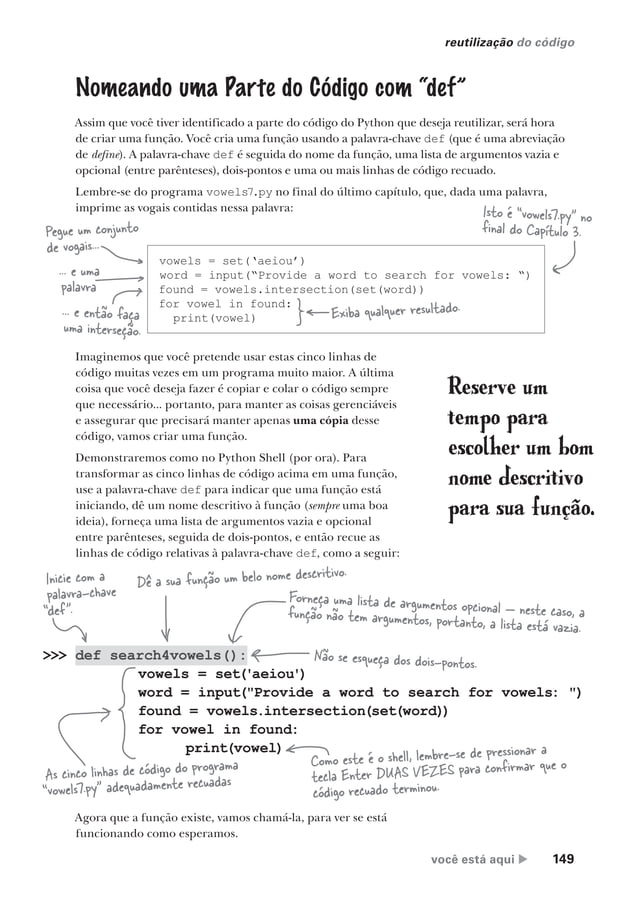 reutilização do código
Nomeando uma Parte do Código com “def”
Assim que você tiver identificado a parte do código do Python que deseja reutilizar, será hora
de criar uma função. Você cria uma função usando a palavra-chave def (que é uma abreviação
de define). A palavra-chave def é seguida do nome da função, uma lista de argumentos vazia e
opcional (entre parênteses), dois-pontos e uma ou mais linhas de código recuado.
Lembre-se do programa vowels7.py no final do último capítulo, que, dada uma palavra,
imprime as vogais contidas nessa palavra:
Isto é “vowels7.py” no
final do Capítulo 3.
Pegue um conjunto
de vogais...
... e uma
palavra
... e então faça
uma interseção.
vowels = set(‘aeiou’)
word = input(“Provide a word to search for vowels: “)
found = vowels.intersection(set(word))
for vowel in found:
print(vowel)
Exiba qualquer resultado.
Imaginemos que você pretende usar estas cinco linhas de
código muitas vezes em um programa muito maior. A última
coisa que você deseja fazer é copiar e colar o código sempre
que necessário... portanto, para manter as coisas gerenciáveis
e assegurar que precisará manter apenas uma cópia desse
código, vamos criar uma função.
Demonstraremos como no Python Shell (por ora). Para
transformar as cinco linhas de código acima em uma função,
use a palavra-chave def para indicar que uma função está
iniciando, dê um nome descritivo à função (sempre uma boa
ideia), forneça uma lista de argumentos vazia e opcional
entre parênteses, seguida de dois-pontos, e então recue as
linhas de código relativas à palavra-chave def, como a seguir:
Reserve um
tempo para
escolher um bom
nome descritivo
para sua função.
Inicie com a
palavra-chave
“def”.
Dê a sua função um belo nome descritivo.
Forneça uma lista de argumentos opcional — neste caso, a
função não tem argumentos, portanto, a lista está vazia.
>>> def search4vowels():
Não se esqueça dos dois-pontos.
vowels = set('aeiou')
word = input("Provide a word to search for vowels: ")
found = vowels.intersection(set(word))
for vowel in found:
print(vowel)
As cinco linhas de código do programa
“vowels7.py” adequadamente recuadas
Como este é o shell, lembre-se de pressionar a
tecla Enter DUAS VEZES para confirmar que o
código recuado terminou.
Agora que a função existe, vamos chamá-la, para ver se está
funcionando como esperamos.
você está aqui ▶ 149